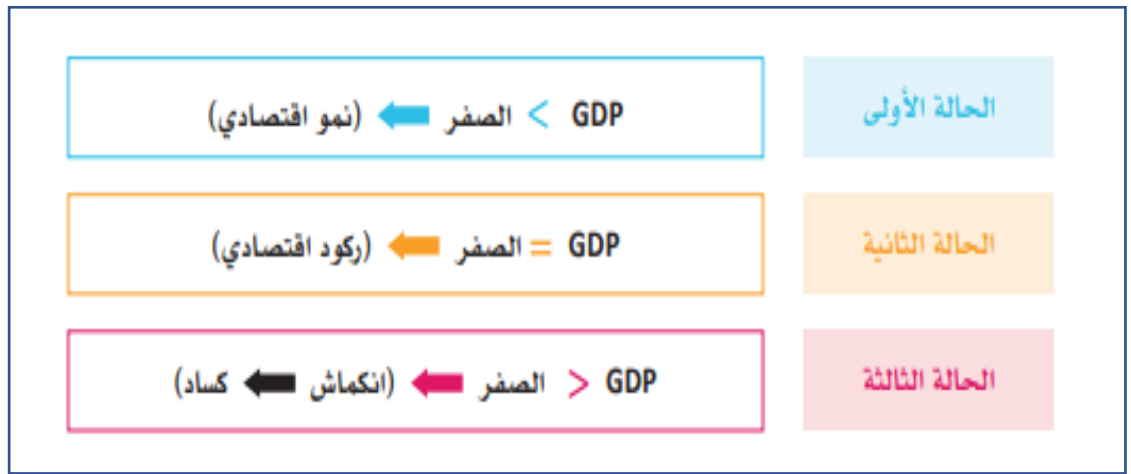 الحالة الأولى
GDP > الصفر ⬅ (نمو اقتصادي)
الحالة الثانية
GDP = الصفر ⬅ (ركود اقتصادي)
الحالة الثالثة
GDP < الصفر ⬅ (انكماش ⬅ كساد)